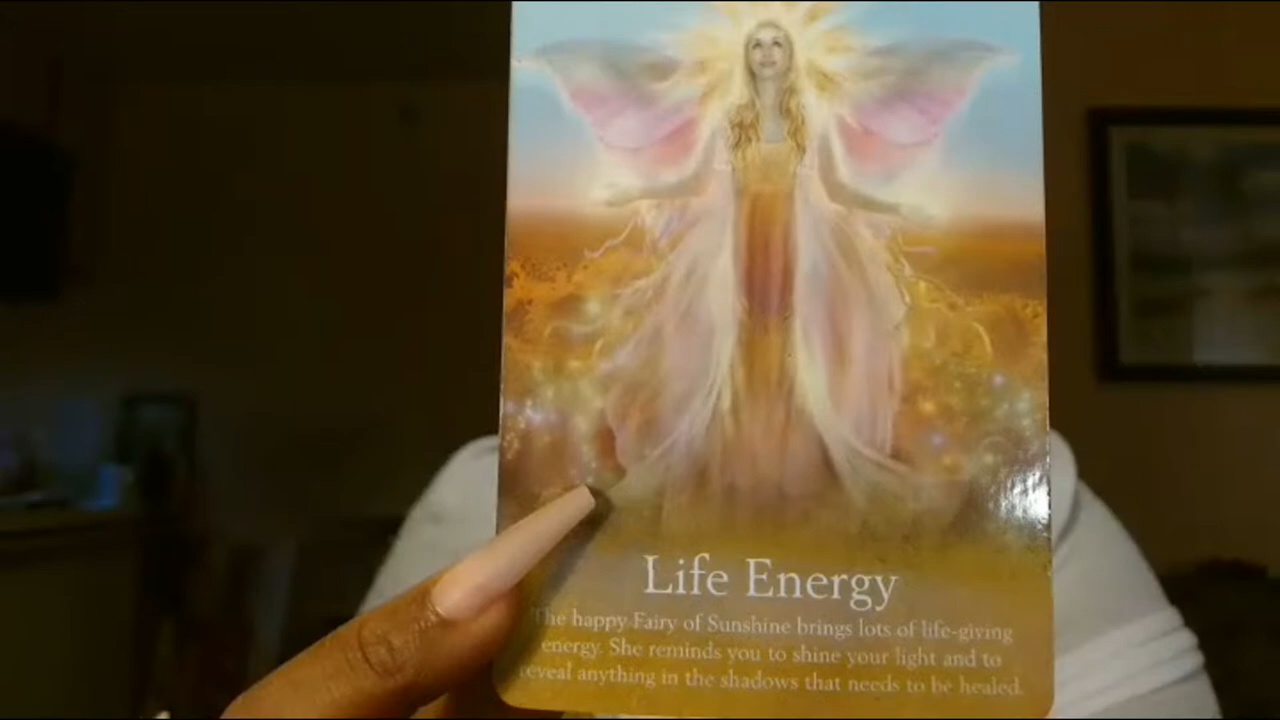 Life Energy
The happy Fairy of Sunshine brings lots of life-giving
energy. She reminds you to shine your light and to
reveal anything in the shadows that needs to be healed.